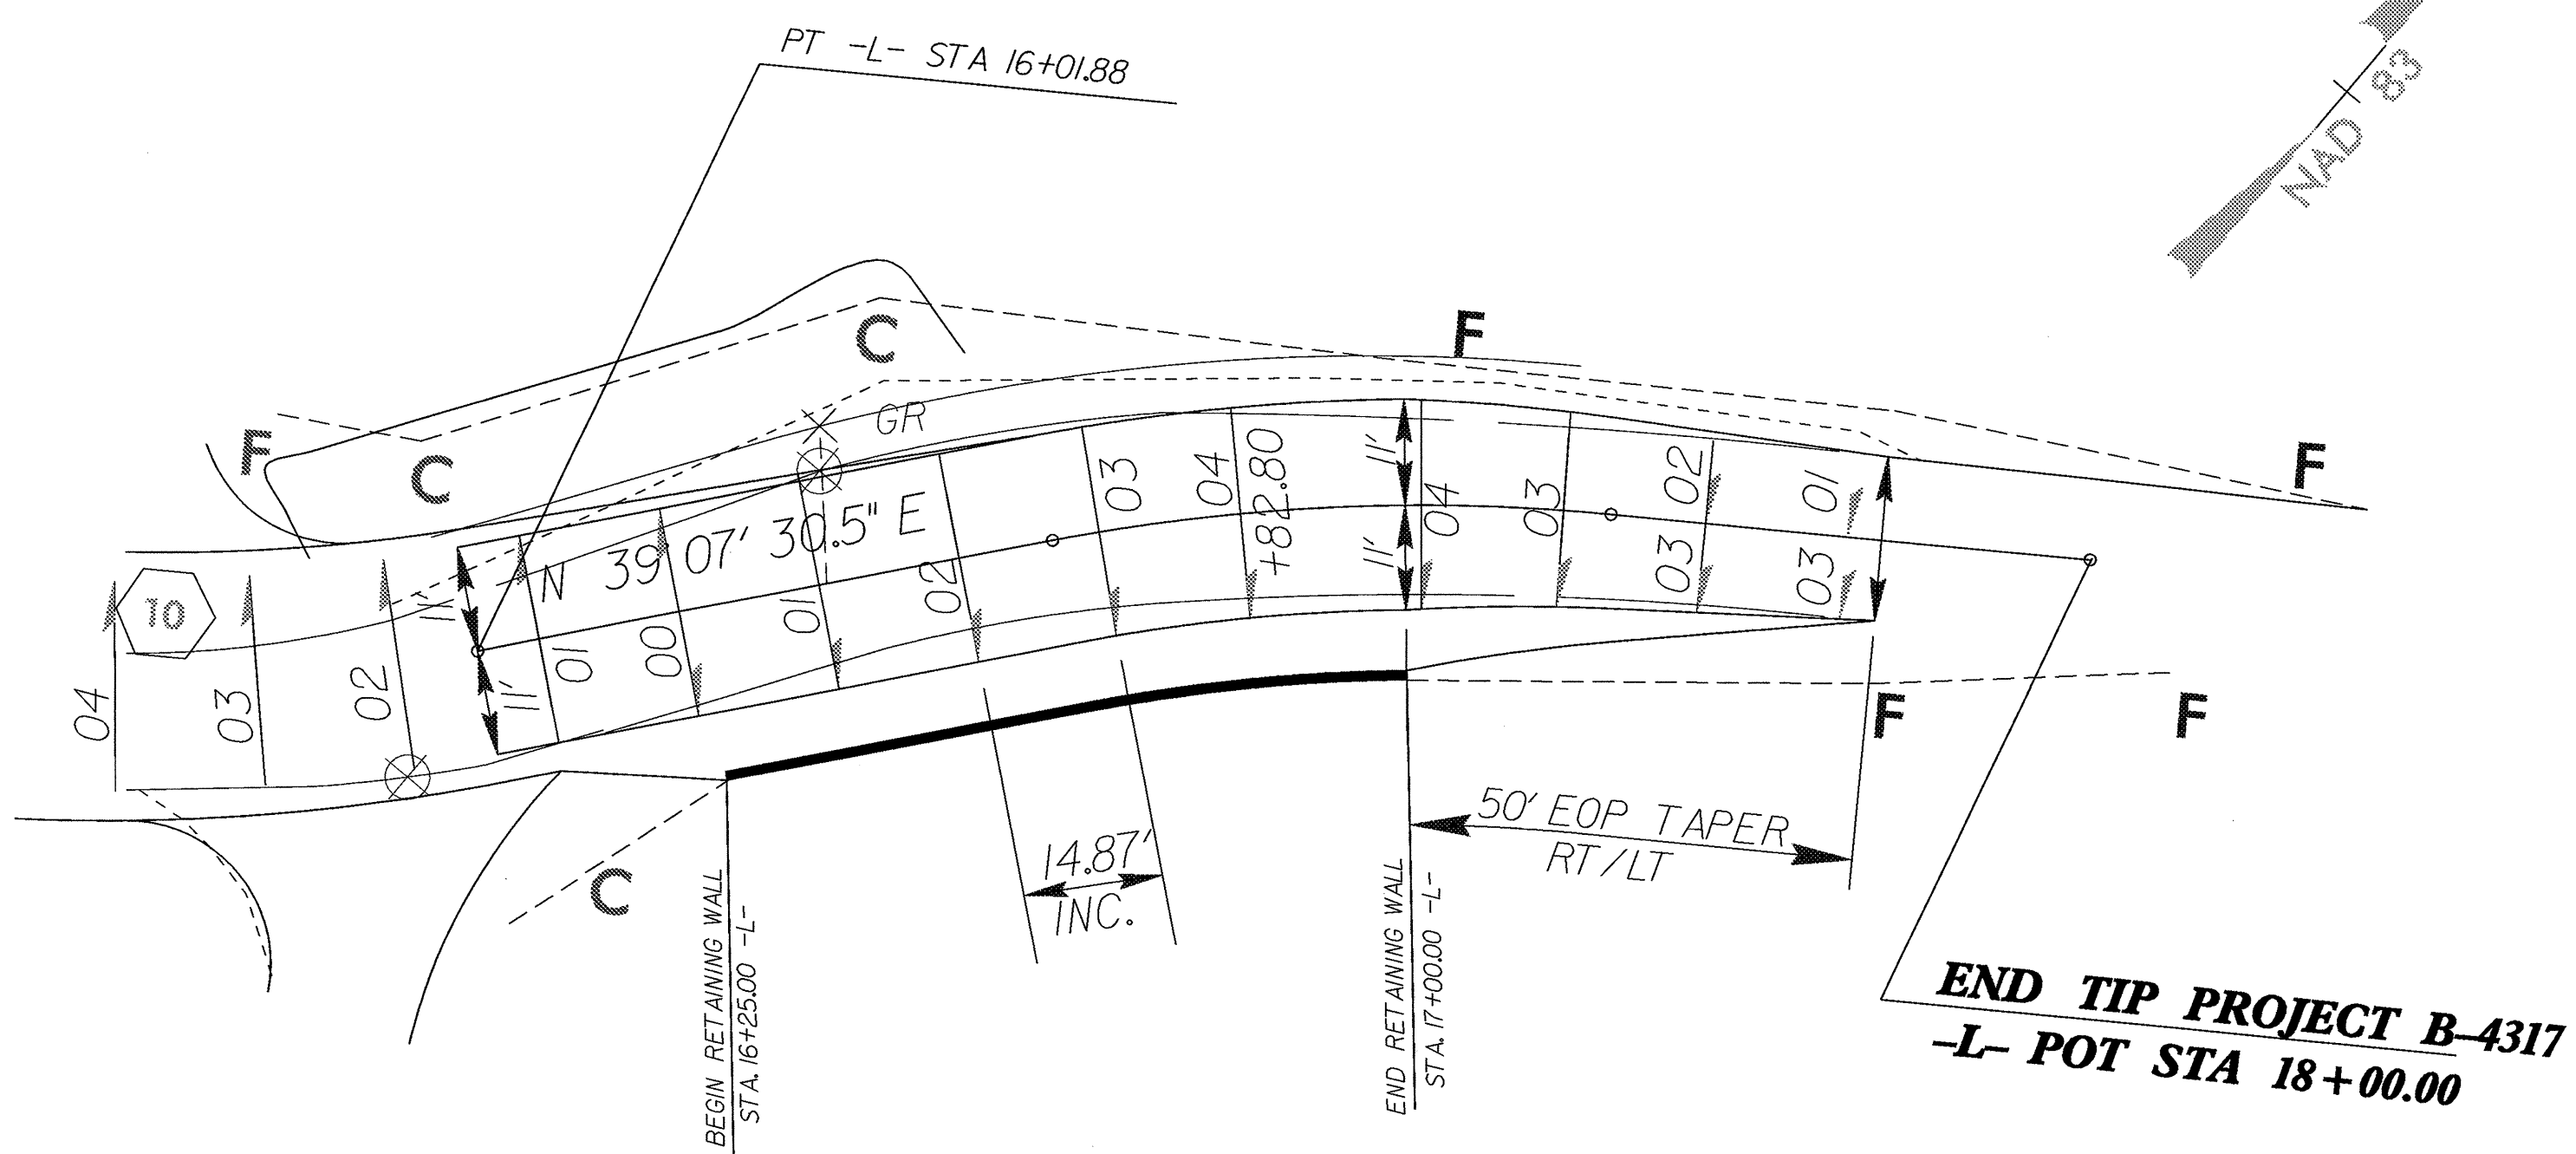 PT -L- STA 16+01.88
NAD 83
C
F
F
C
F
GR
N 39 07' 30.5" E
10
11'
04
03
02
11'
01
00
01
02
03
04
+82.80
11'
11'
04
03
02
03
01
03
F
F
C
14.87'
INC.
50' EOP TAPER
RT/LT
BEGIN RETAINING WALL
STA. 16+25.00 -L-
END RETAINING WALL
STA. 17+00.00 -L-
END TIP PROJECT B-4317
-L- POT STA 18+00.00